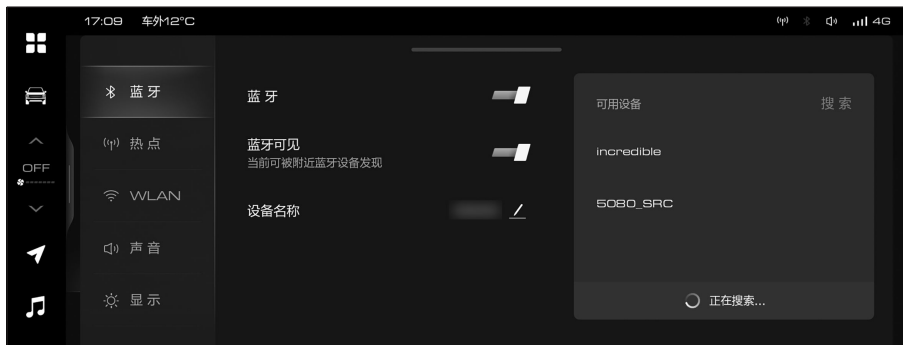 17:09 车外12°C
4G
OFF
蓝牙
热点
WLAN
声音
显示
蓝牙
蓝牙可见
当前可被附近蓝牙设备发现
设备名称
可用设备 搜索
incredible
5080_SRC
正在搜索...